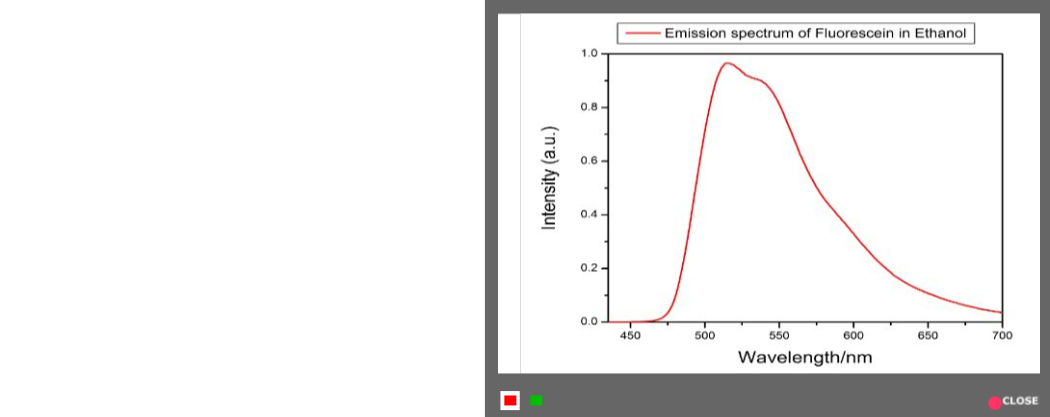 Emission spectrum of Fluorescein in Ethanol
1.0
0.8
0.6
0.4
0.2
0.0
Intensity (a.u.)
450 500 550 600 650 700
Wavelength/nm
CLOSE